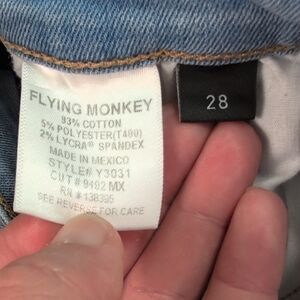 FLYING MONKEY
93% COTTON
5% POLYESTER(T400)
2% LYCRA® SPANDEX
MADE IN MEXICO
STYLE# Y3031
CUT# 9492 MX
RN # 138395
SEE REVERSE FOR CARE
28